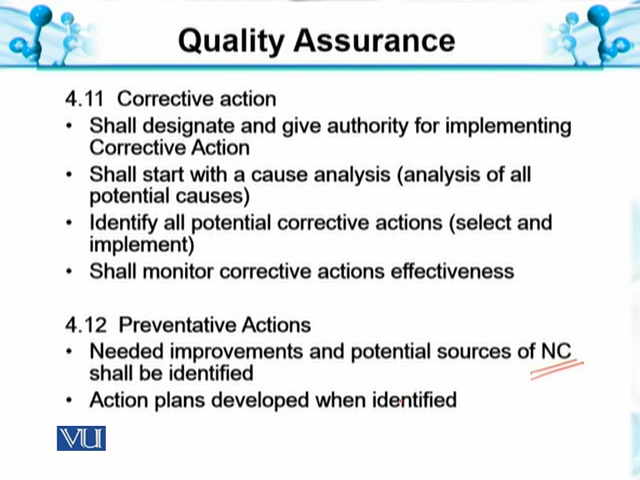 Quality Assurance
4.11 Corrective action
• Shall designate and give authority for implementing
Corrective Action
• Shall start with a cause analysis (analysis of all
potential causes)
• Identify all potential corrective actions (select and
implement)
• Shall monitor corrective actions effectiveness
4.12 Preventative Actions
• Needed improvements and potential sources of NC
shall be identified
• Action plans developed when identified
VU